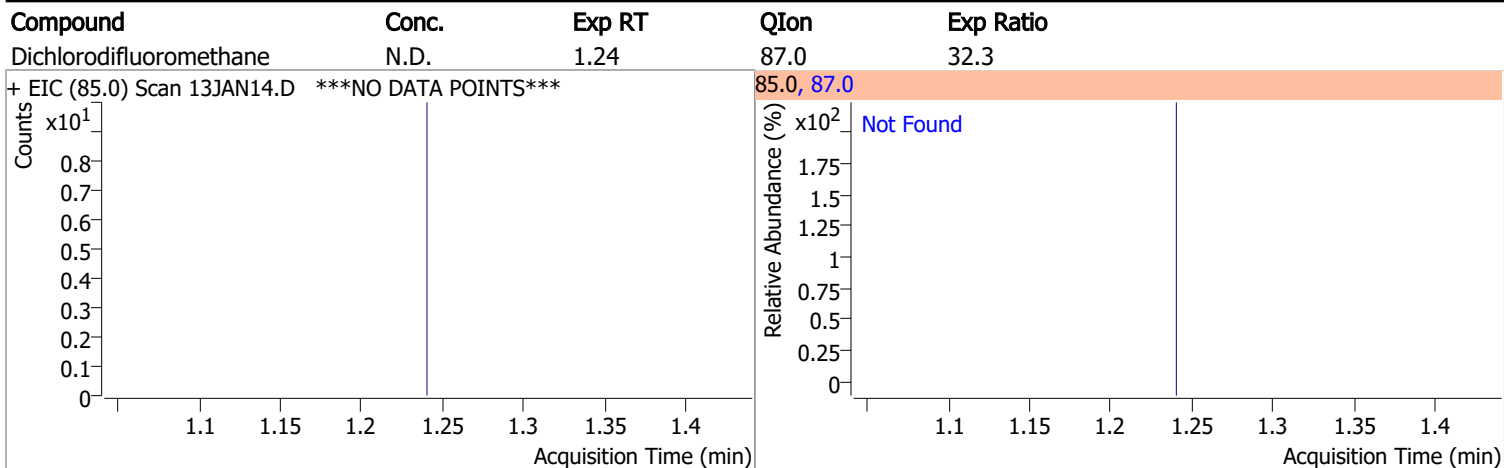 Compound Conc. Exp RT QIon Exp Ratio
Dichlorodifluoromethane N.D. 1.24 87.0 32.3
+ EIC (85.0) Scan 13JAN14.D ***NO DATA POINTS***
Counts
x10¹
0.8
0.7
0.6
0.5
0.4
0.3
0.2
0.1
0
1.1 1.15 1.2 1.25 1.3 1.35 1.4
Acquisition Time (min)
85.0, 87.0
Relative Abundance (%)
x10²
Not Found
1.75
1.5
1.25
1
0.75
0.5
0.25
0
1.1 1.15 1.2 1.25 1.3 1.35 1.4
Acquisition Time (min)